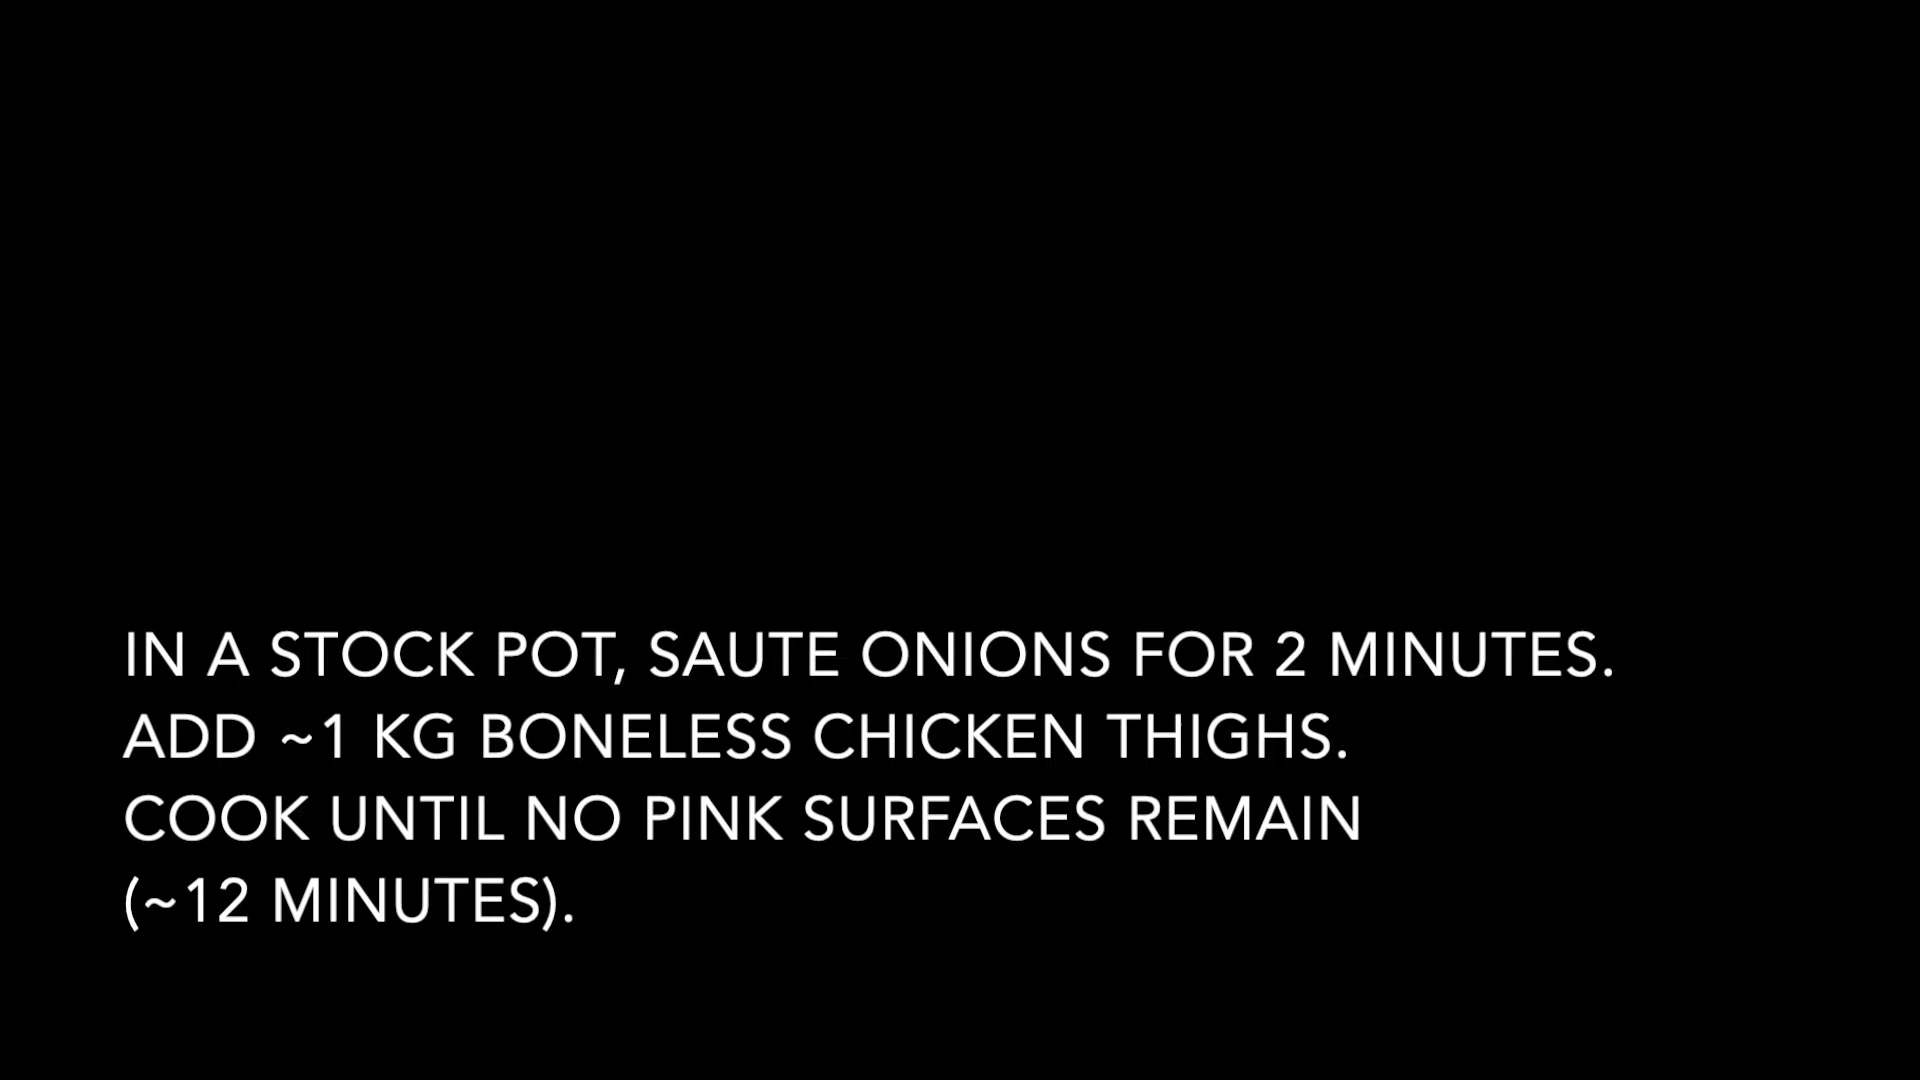 IN A STOCK POT, SAUTE ONIONS FOR 2 MINUTES.
ADD ~1 KG BONELESS CHICKEN THIGHS.
COOK UNTIL NO PINK SURFACES REMAIN
(~12 MINUTES).